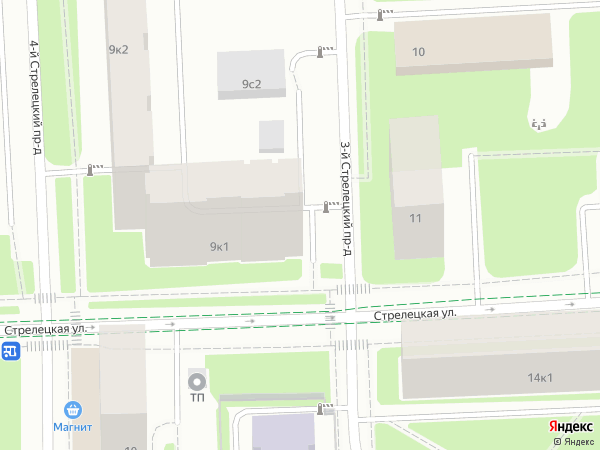 9к2
10
4-й Стрелецкий пр-д
9с2
3-й Стрелецкий пр-д
11
9к1
Стрелецкая ул.
Стрелецкая ул.
14к1
ТП
Магнит
Яндекс
© Яндекс